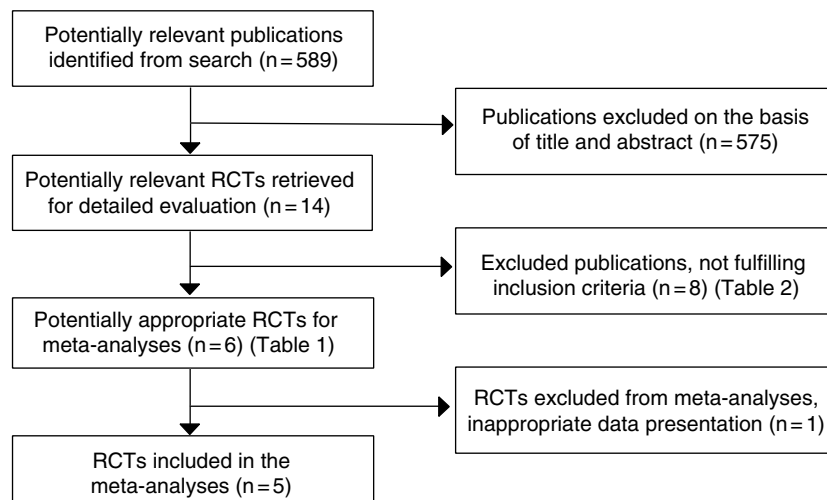 Potentially relevant publications
identified from search (n=589)
Publications excluded on the basis
of title and abstract (n=575)
Potentially relevant RCTs retrieved
for detailed evaluation (n=14)
Excluded publications, not fulfilling
inclusion criteria (n=8) (Table 2)
Potentially appropriate RCTs for
meta-analyses (n=6) (Table 1)
RCTs excluded from meta-analyses,
inappropriate data presentation (n=1)
RCTs included in the
meta-analyses (n=5)